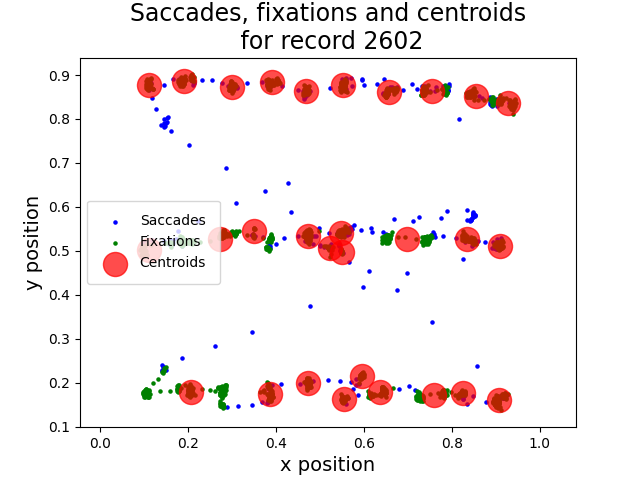 Saccades, fixations and centroids
for record 2602
0.9
0.8
0.7
0.6
0.5
0.4
0.3
0.2
0.1
y position
Saccades
Fixations
Centroids
0.0 0.2 0.4 0.6 0.8 1.0
x position